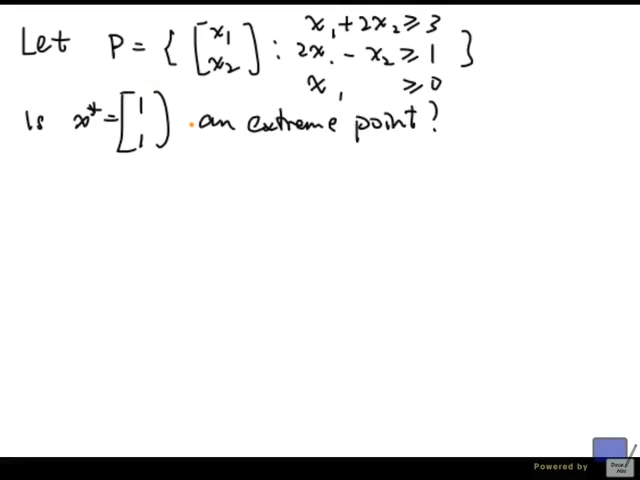 x₁ + 2x₂ ≥ 3
Let P = { [x₁ x₂] : 2x₁ - x₂ ≥ 1 }
x₁ ≥ 0
Is x* = [1 1] an extreme point?
Powered by